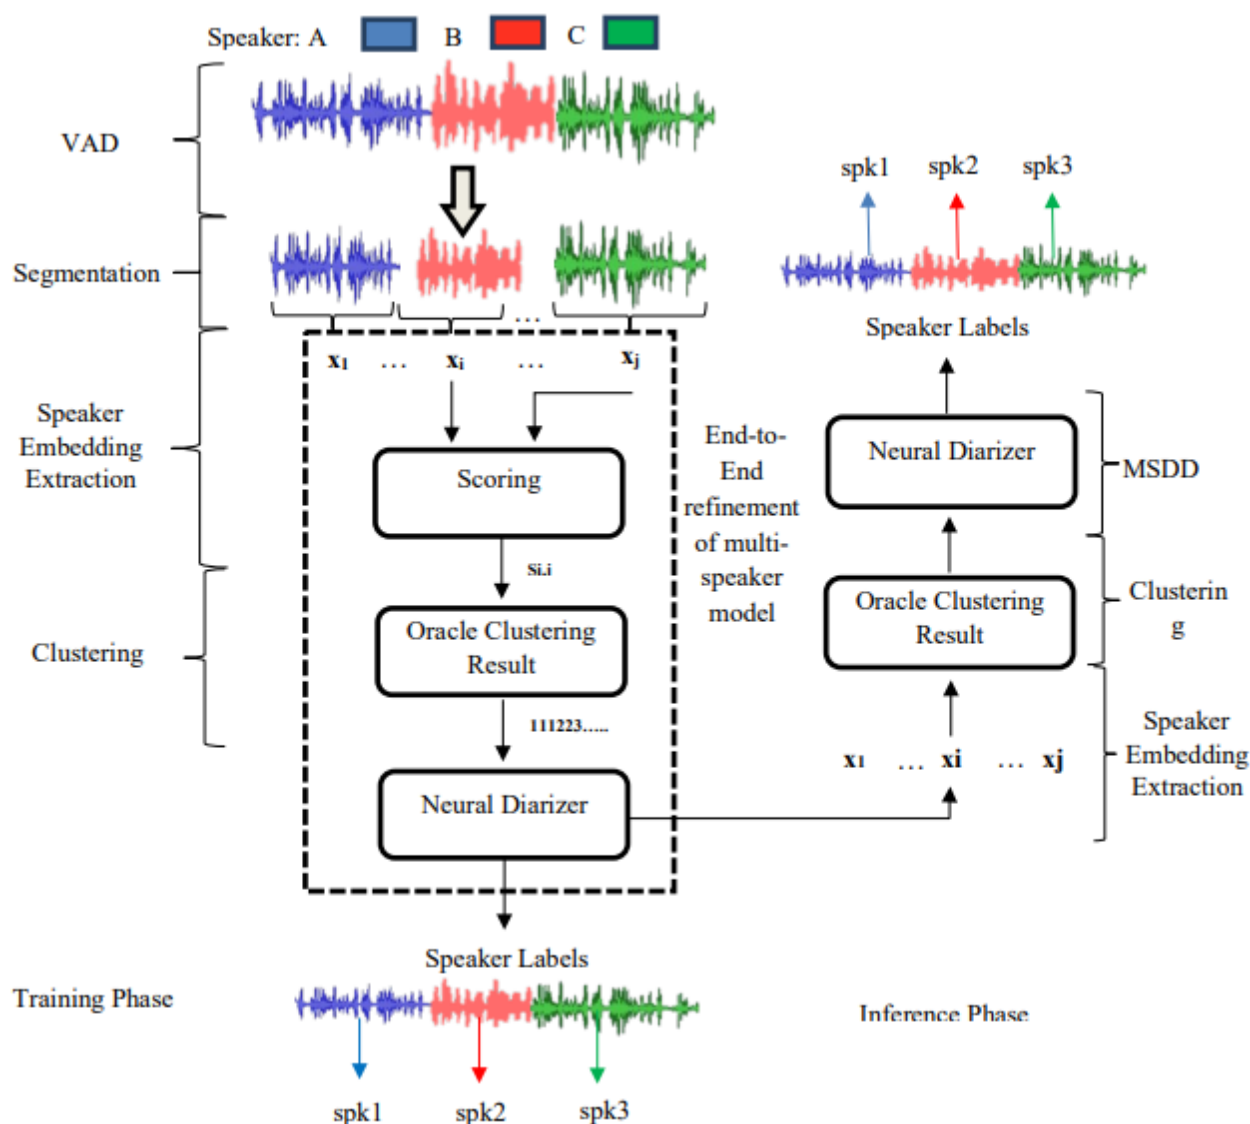 Speaker: A B C
VAD
Segmentation
...
x1 ... xi ... xj
Speaker
Embedding
Extraction
Scoring
si.i
Clustering
Oracle Clustering
Result
111223.....
Neural Diarizer
Speaker Labels
Training Phase
spk1 spk2 spk3
End-to-
End
refinement
of multi-
speaker
model
spk1 spk2 spk3
Speaker Labels
Neural Diarizer
MSDD
Oracle Clustering
Result
Clusterin
g
x1 ... xi ... xj
Speaker
Embedding
Extraction
Inference Phase